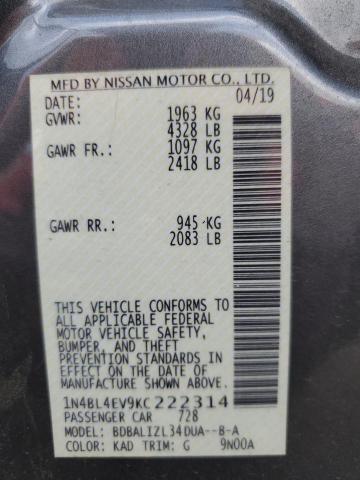 MFD BY NISSAN MOTOR CO., LTD.
DATE: 04/19
GVWR: 1963 KG
4328 LB
GAWR FR.: 1097 KG
2418 LB
GAWR RR.: 945 KG
2083 LB
THIS VEHICLE CONFORMS TO
ALL APPLICABLE FEDERAL
MOTOR VEHICLE SAFETY,
BUMPER, AND THEFT
PREVENTION STANDARDS IN
EFFECT ON THE DATE OF
MANUFACTURE SHOWN ABOVE.
1N4BL4EV9KC222314
PASSENGER CAR 728
MODEL: BDBALIZL34DUA--B-A
COLOR: KAD TRIM: G 9N00A